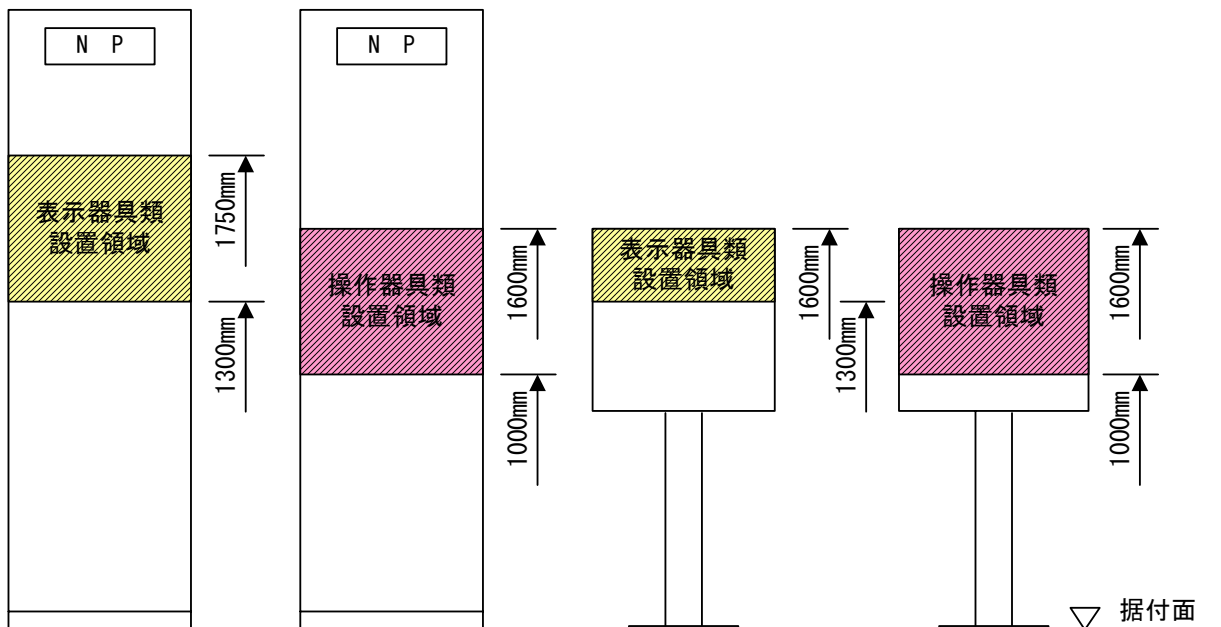 N P
N P
表示器具類
設置領域
1750mm
1300mm
操作器具類
設置領域
1600mm
1000mm
表示器具類
設置領域
1600mm
1300mm
操作器具類
設置領域
1600mm
1000mm
据付面